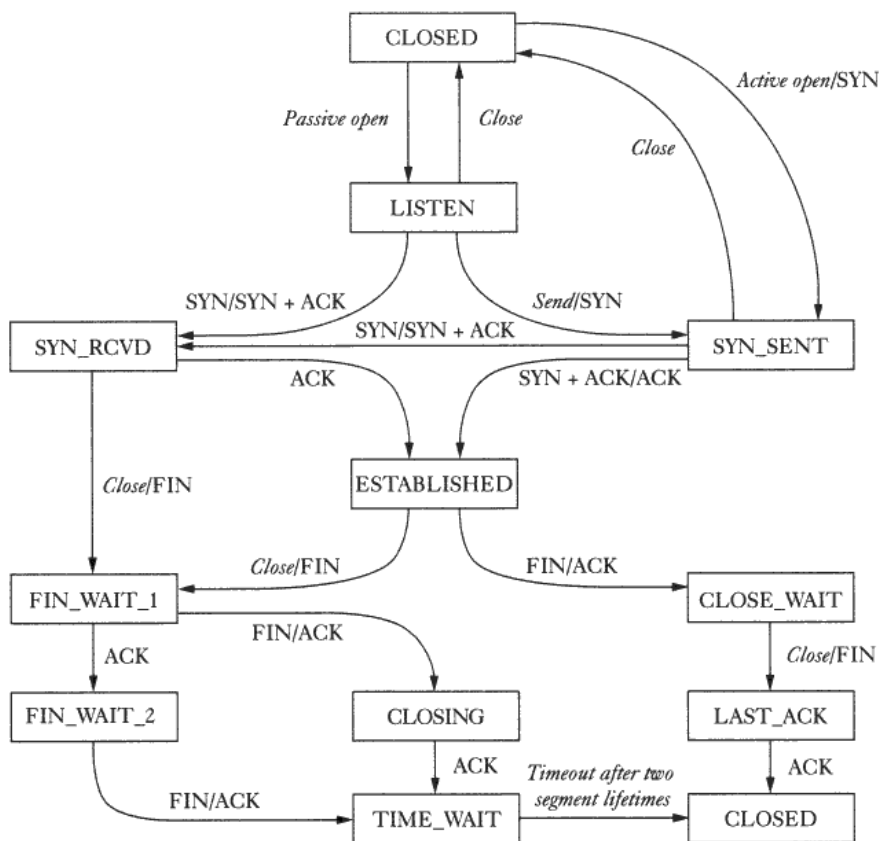 CLOSED
Active open/SYN
Passive open
Close
Close
LISTEN
SYN/SYN + ACK
Send/SYN
SYN/SYN + ACK
SYN_RCVD
SYN_SENT
ACK
SYN + ACK/ACK
Close/FIN
ESTABLISHED
Close/FIN
FIN/ACK
FIN_WAIT_1
CLOSE_WAIT
FIN/ACK
ACK
Close/FIN
FIN_WAIT_2
CLOSING
LAST_ACK
ACK
Timeout after two
segment lifetimes
ACK
FIN/ACK
TIME_WAIT
CLOSED